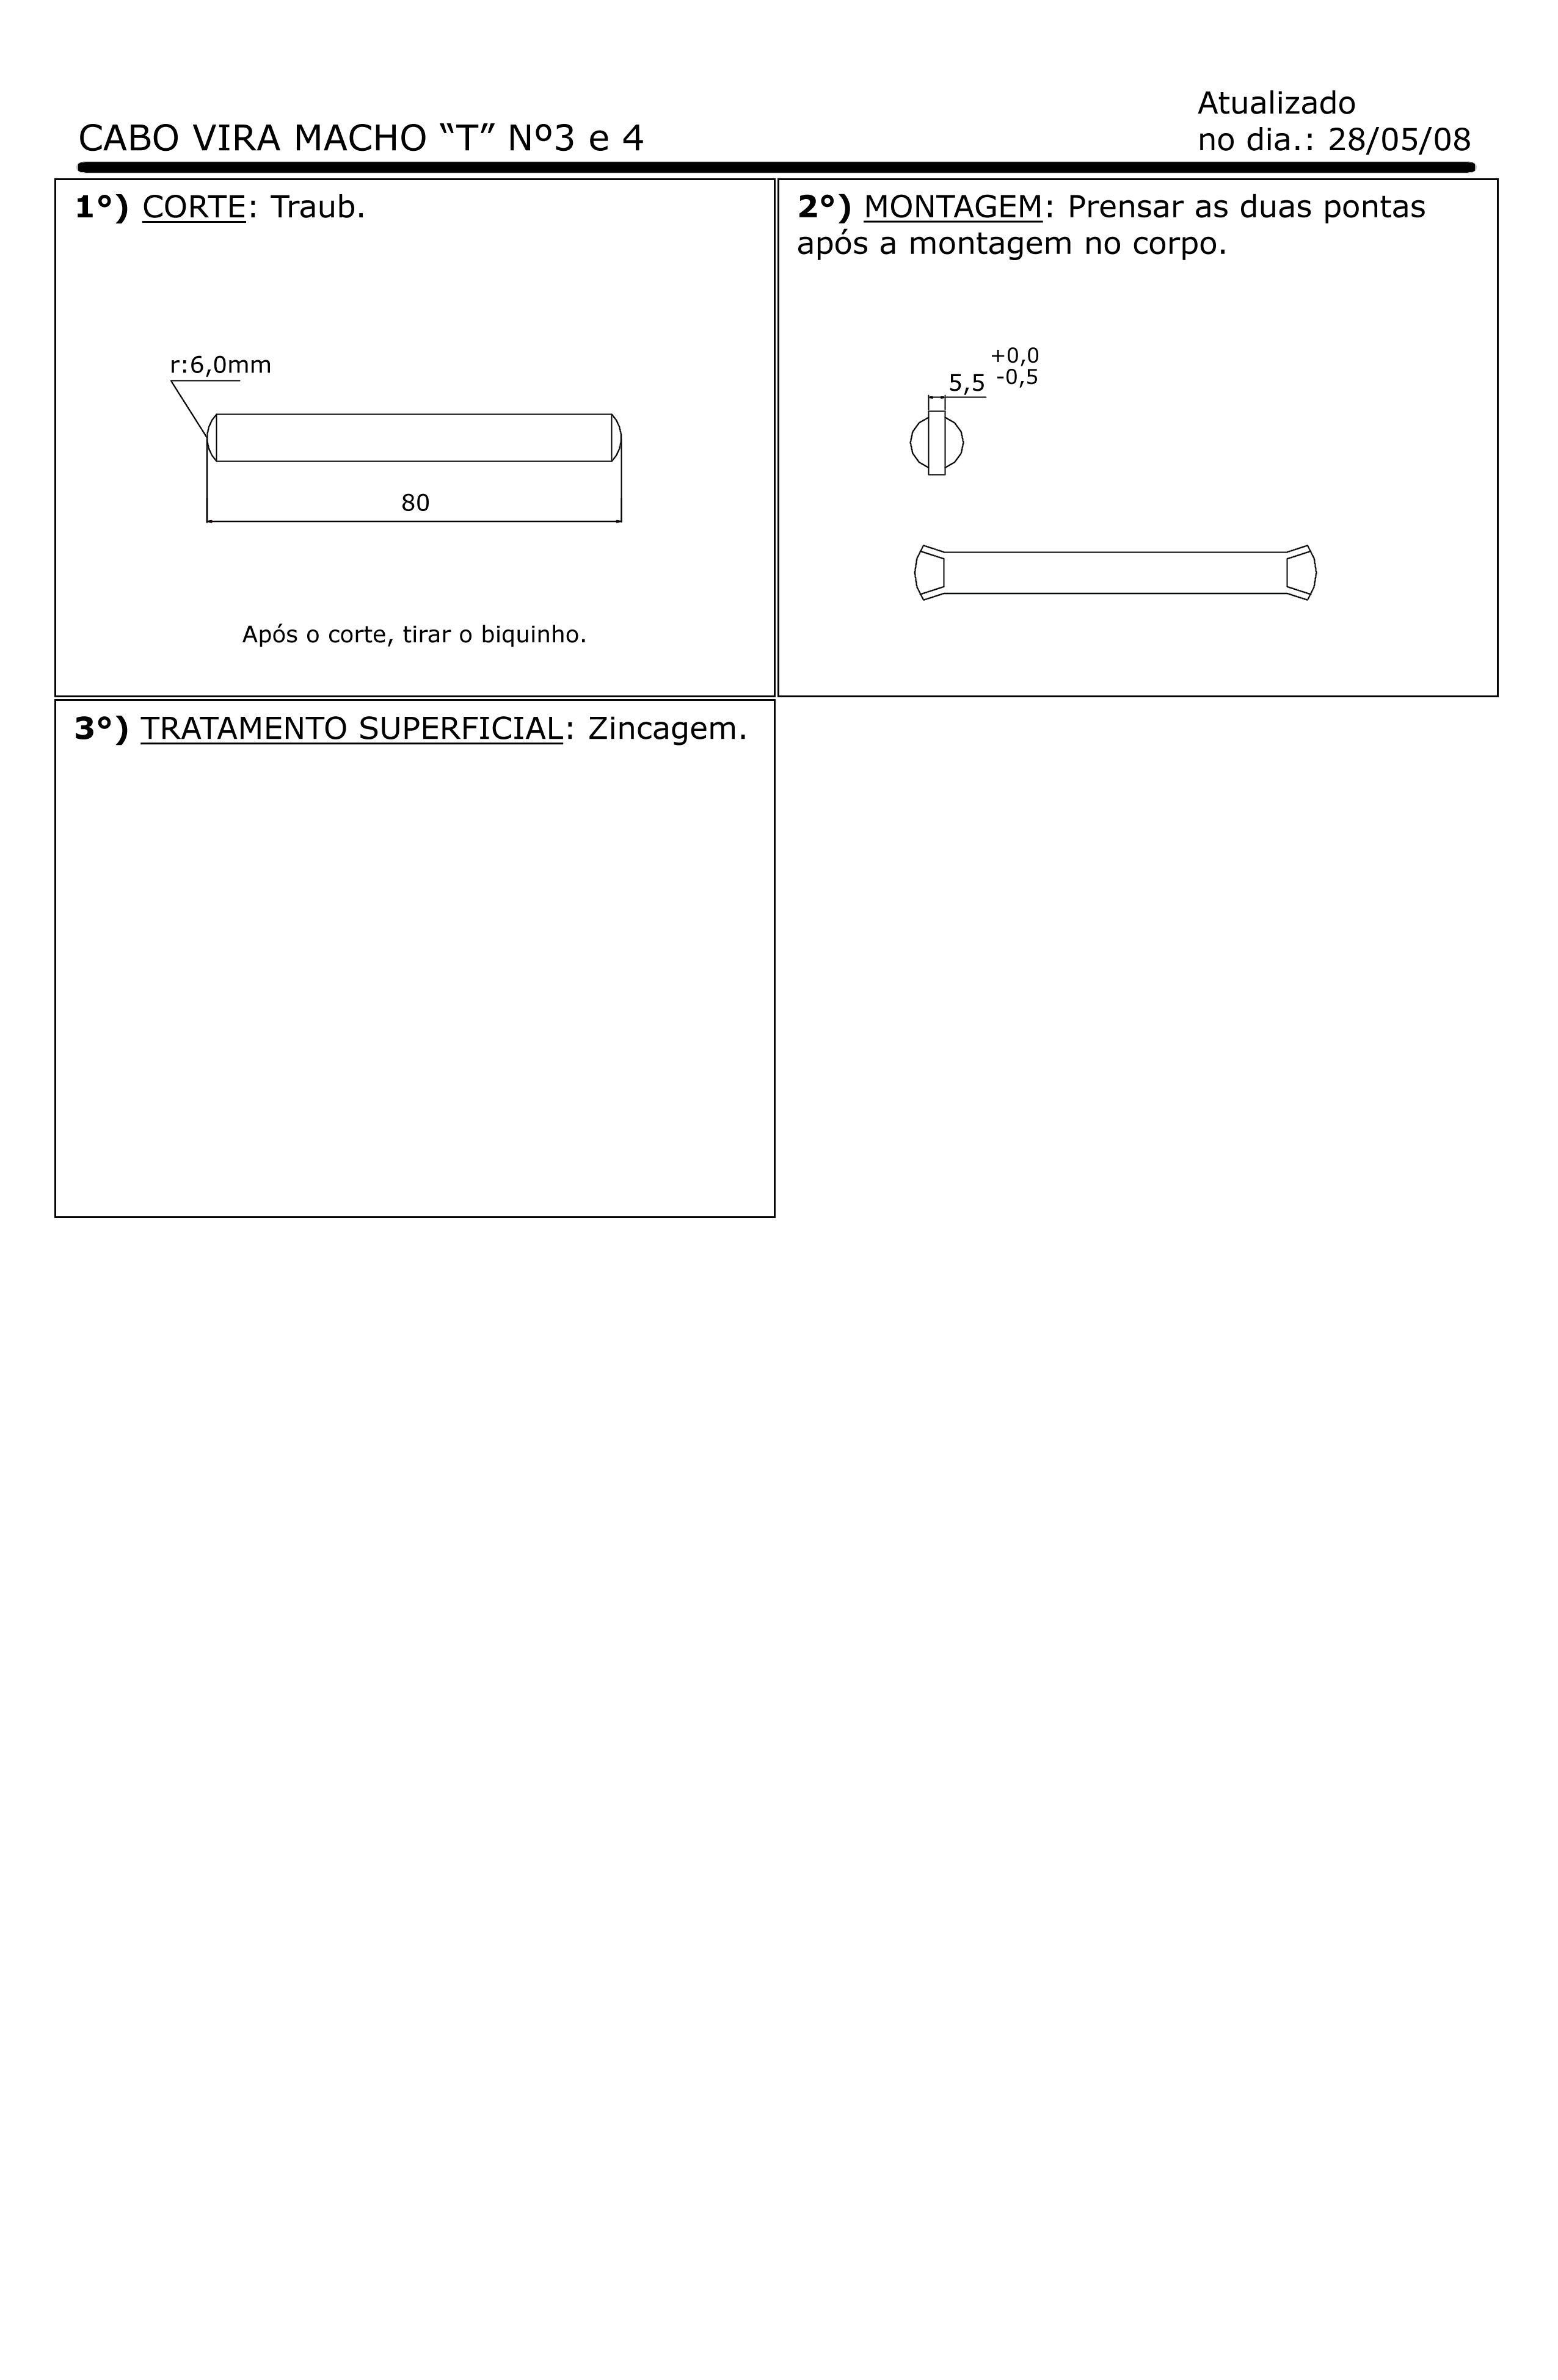 CABO VIRA MACHO “T” Nº3 e 4
Atualizado
no dia.: 28/05/08
1°) CORTE: Traub.
r:6,0mm
80
Após o corte, tirar o biquinho.
2°) MONTAGEM: Prensar as duas pontas
após a montagem no corpo.
+0,0
5,5 -0,5
3°) TRATAMENTO SUPERFICIAL: Zincagem.